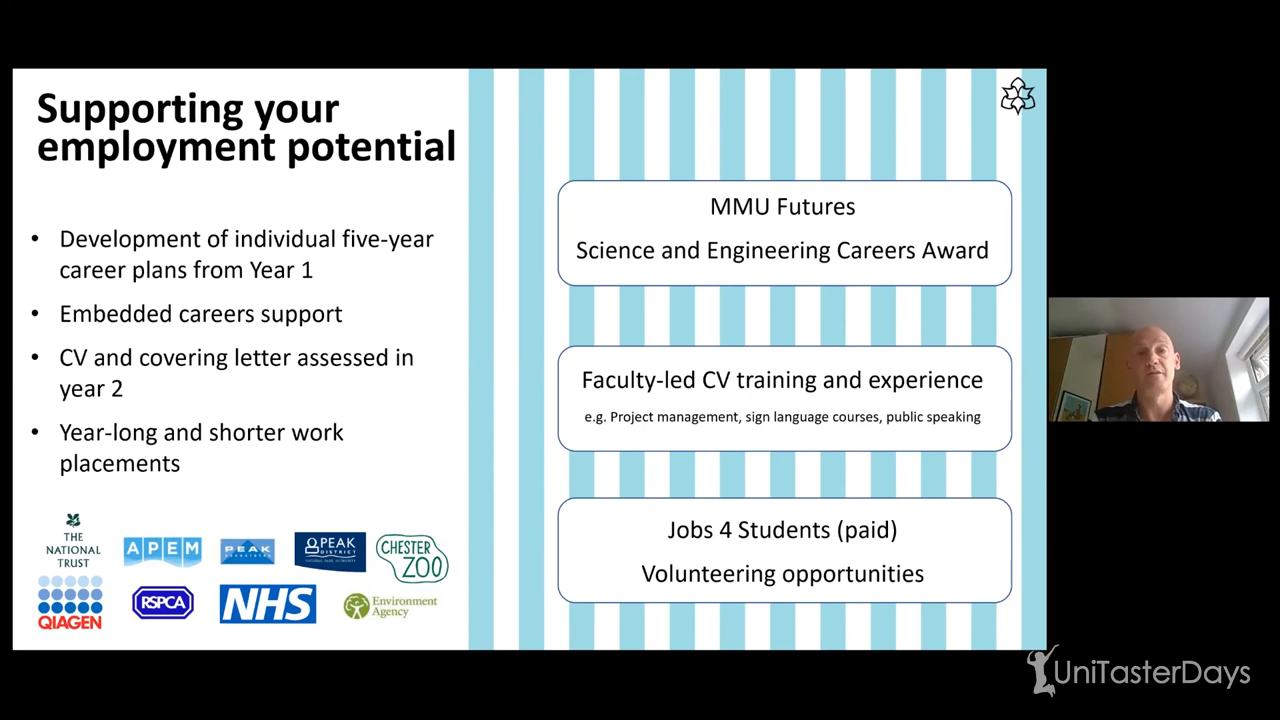 Supporting your
employment potential
• Development of individual five-year
career plans from Year 1
• Embedded careers support
• CV and covering letter assessed in
year 2
• Year-long and shorter work
placements
THE
NATIONAL
TRUST
APEM
PEAK
PEAK
DISTRICT
CHESTER
ZOO
QIAGEN
RSPCA
NHS
Environment
Agency
MMU Futures
Science and Engineering Careers Award
Faculty-led CV training and experience
e.g. Project management, sign language courses, public speaking
Jobs 4 Students (paid)
Volunteering opportunities
UniTasterDays